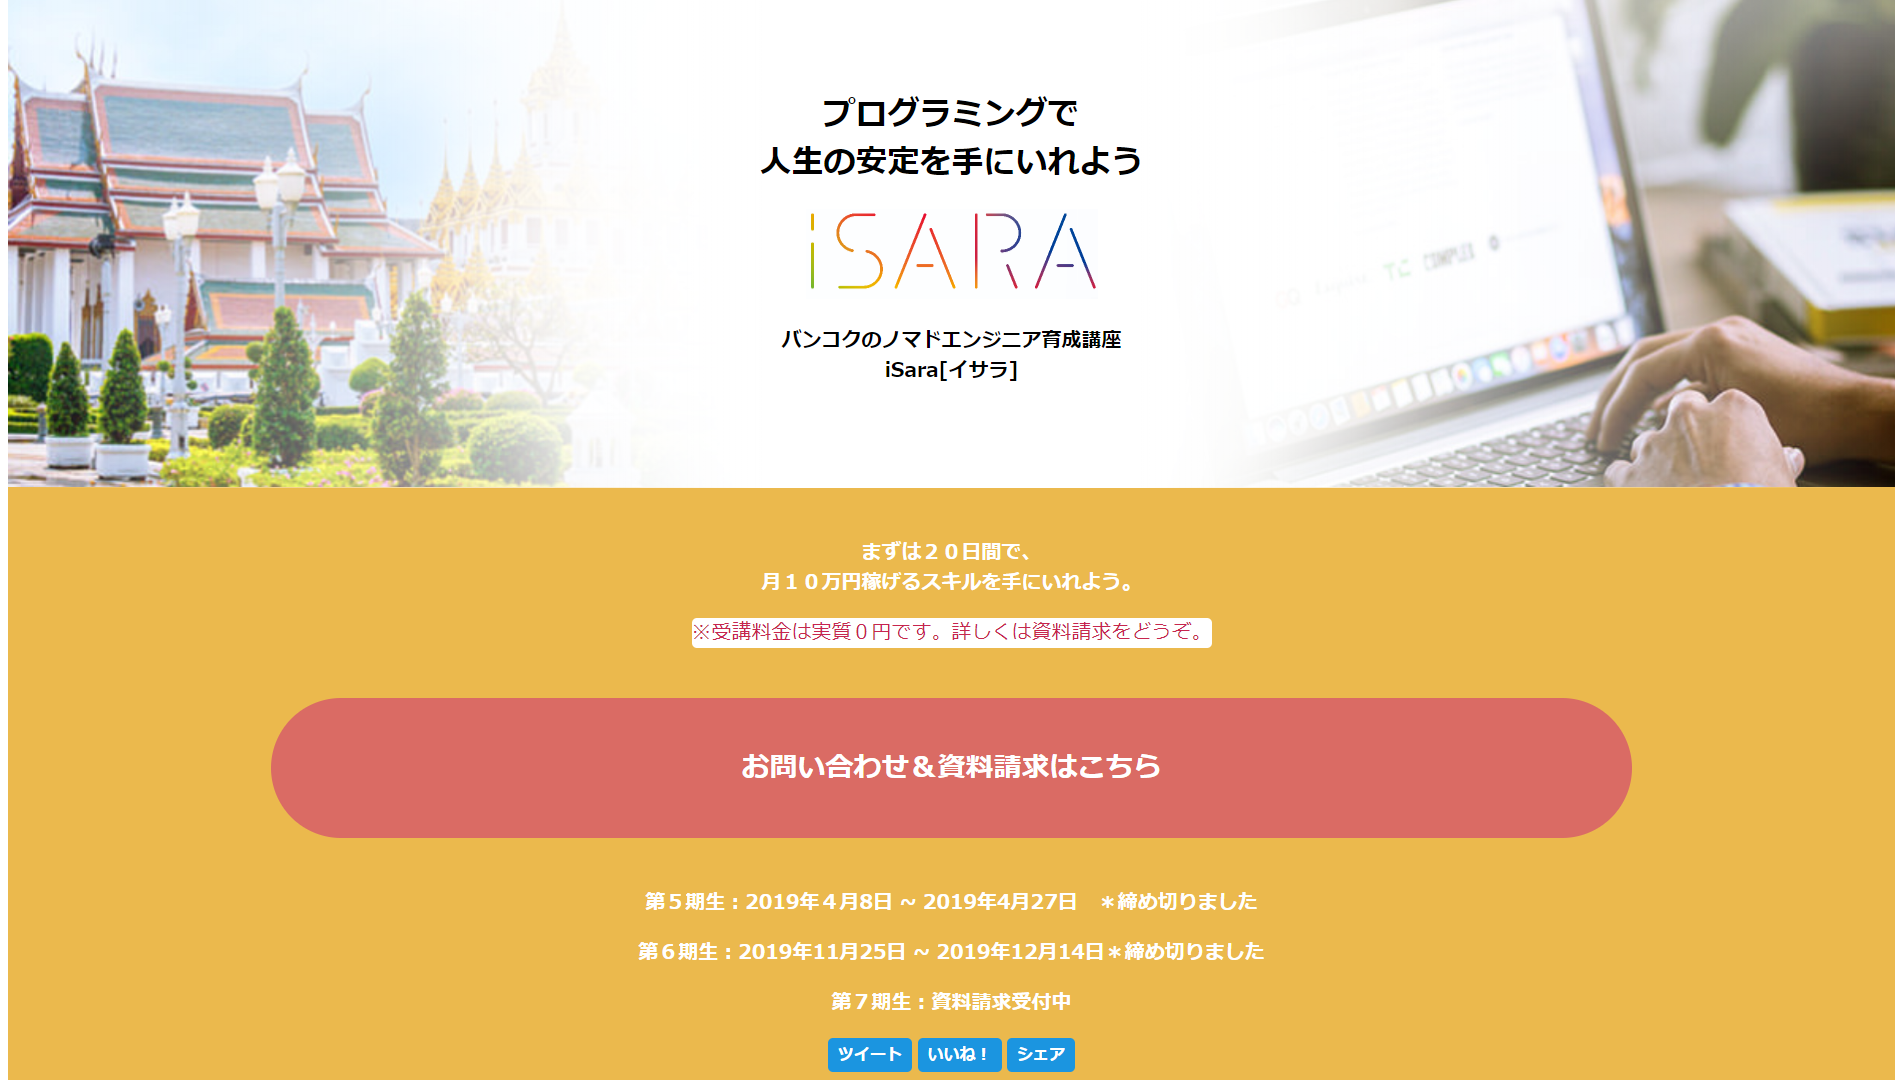 プログラミングで
人生の安定を手にいれよう
iSARA
バンコクのノマドエンジニア育成講座
iSara[イサラ]
まずは２０日間で、
月１０万円稼げるスキルを手にいれよう。
※受講料金は実質０円です。詳しくは資料請求をどうぞ。
お問い合わせ＆資料請求はこちら
第５期生：2019年４月8日 ~ 2019年4月27日　＊締め切りました
第６期生：2019年11月25日 ~ 2019年12月14日＊締め切りました
第７期生：資料請求受付中
ツイート
いいね！
シェア